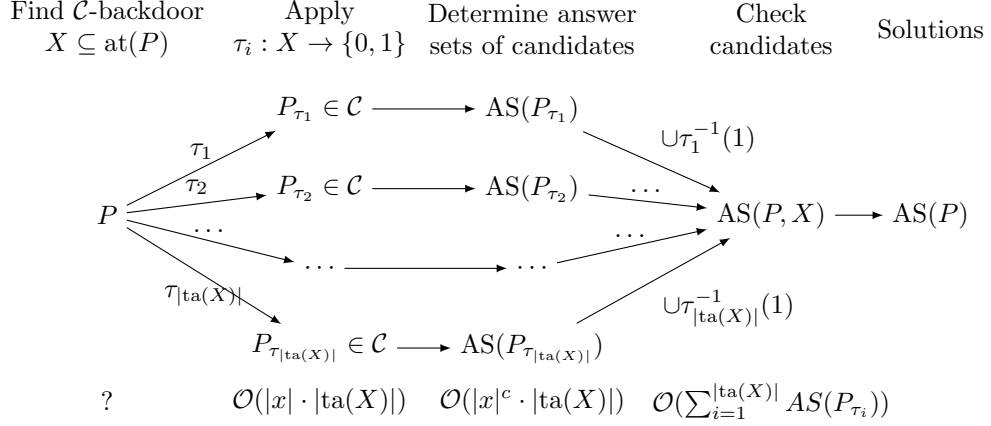 Find 𝒞-backdoor Apply Determine answer Check Solutions
X ⊆ at(P) τᵢ : X → {0, 1} sets of candidates candidates
P_{τ₁} ∈ 𝒞 AS(P_{τ₁})
τ₁ ∪τ₁⁻¹(1)
τ₂ P_{τ₂} ∈ 𝒞 AS(P_{τ₂}) ...
P AS(P, X) AS(P)
... ...
... ...
τ_{|ta(X)|} ∪τ_{|ta(X)|}⁻¹(1)
P_{τ_{|ta(X)|}} ∈ 𝒞 AS(P_{τ_{|ta(X)|}})
? 𝒪(|x| · |ta(X)|) 𝒪(|x|ᶜ · |ta(X)|) 𝒪(∑_{i=1}^{|ta(X)|} AS(P_{τᵢ}))